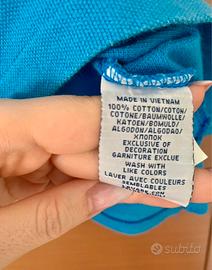 MADE IN VIETNAM
100% COTTON/COTON/
COTONE/BAUMWOLLE/
KATOEN/BOMULD/
ALGODON/ALGODAO/
ХЛОПОК
EXCLUSIVE OF
DECORATION
GARNITURE EXCLUE
WASH WITH
LIKE COLORS
LAVER AVEC COULEURS
SEMBLABLES
subito